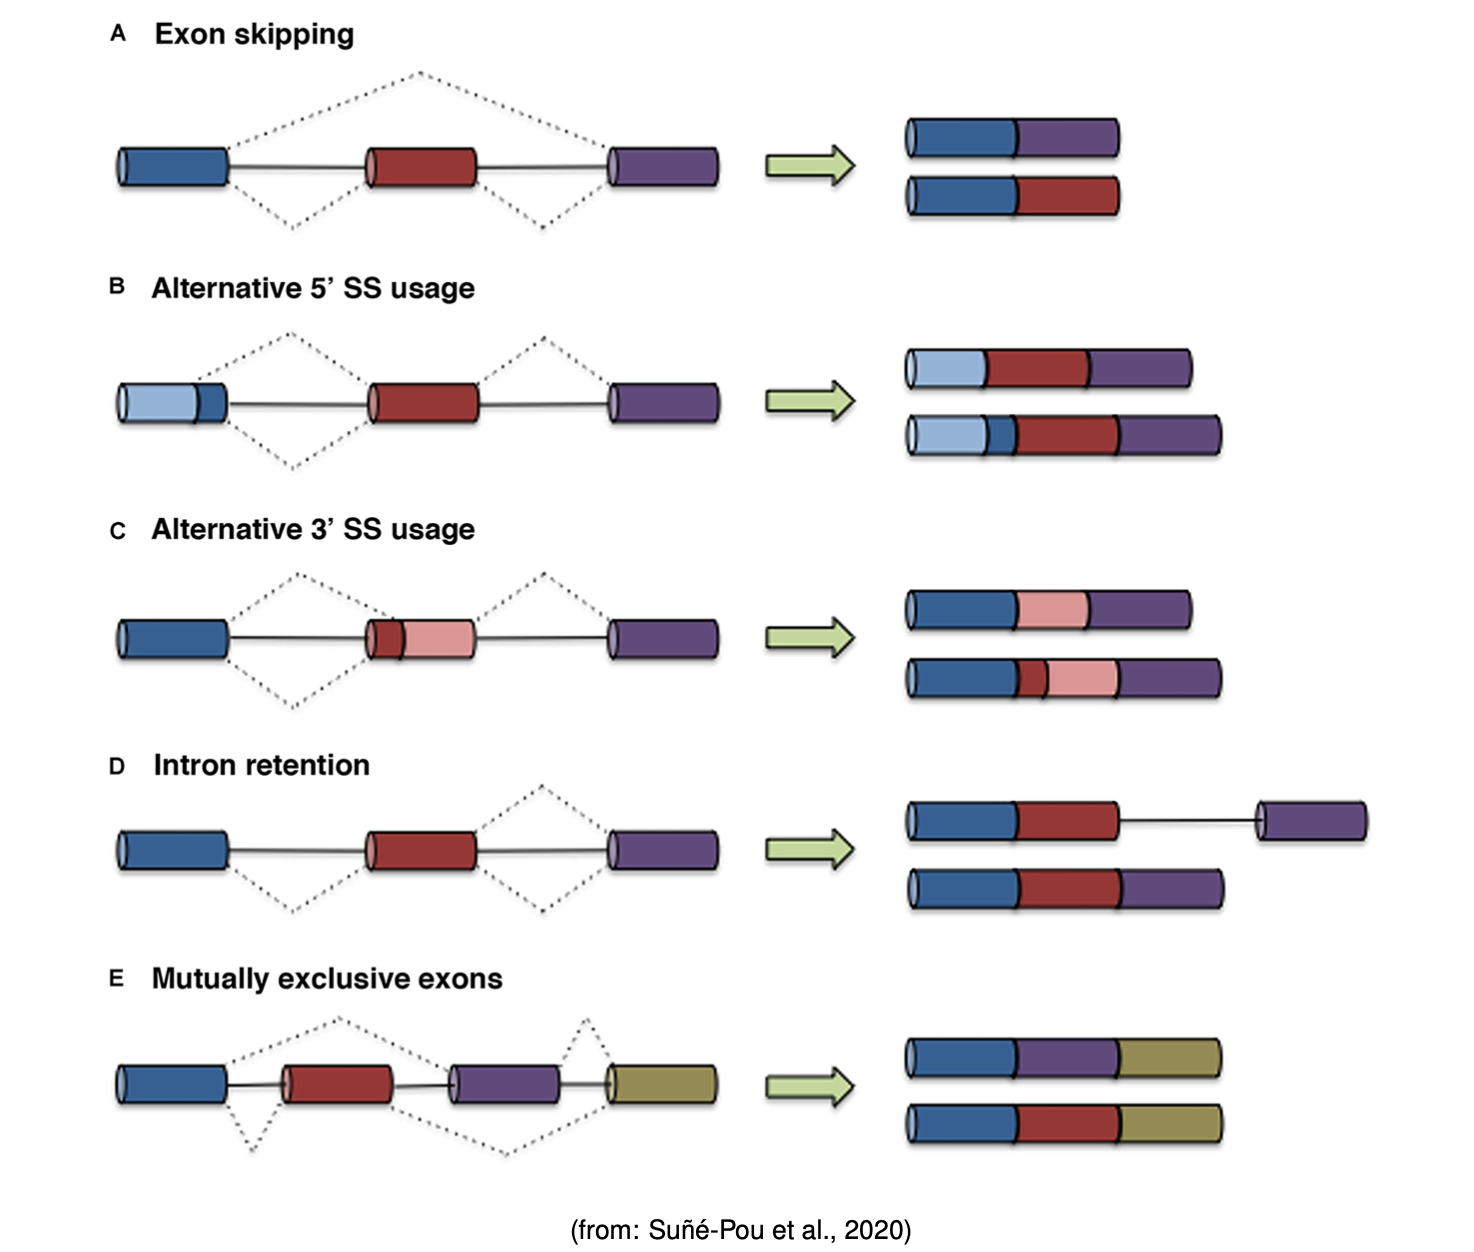 A Exon skipping
B Alternative 5’ SS usage
C Alternative 3’ SS usage
D Intron retention
E Mutually exclusive exons
(from: Suñé-Pou et al., 2020)